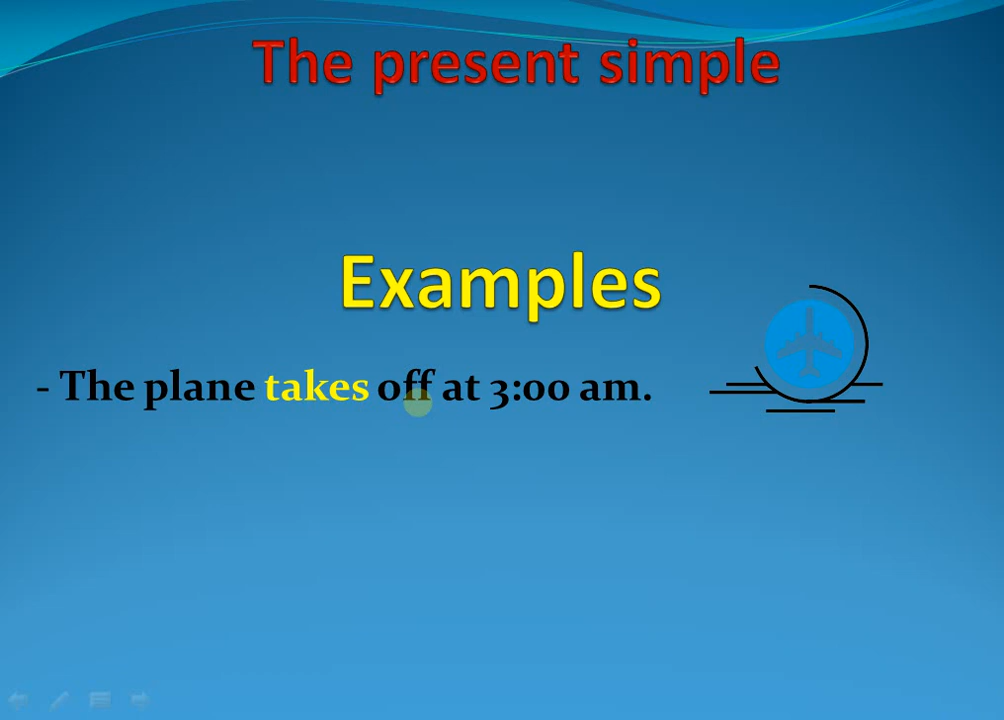 The present simple
Examples
- The plane takes off at 3:00 am.